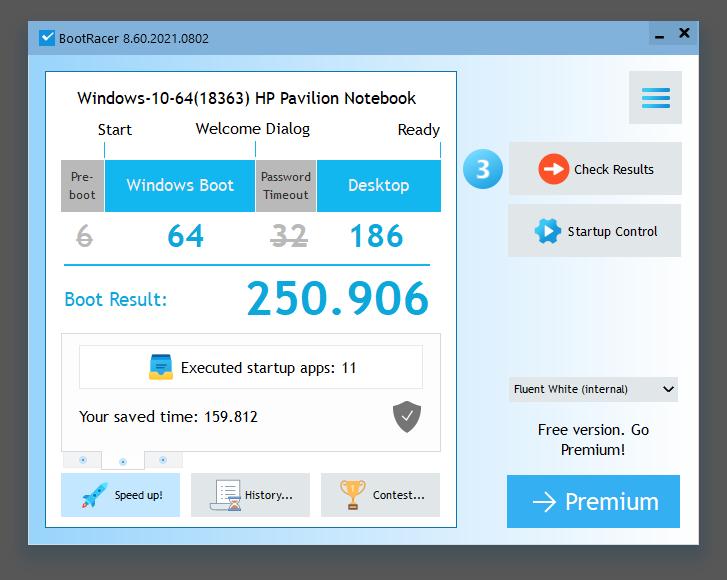 BootRacer 8.60.2021.0802
Windows-10-64(18363) HP Pavilion Notebook
Start Welcome Dialog Ready
Pre-boot Windows Boot Password Timeout Desktop
6 64 32 186
Boot Result: 250.906
Executed startup apps: 11
Your saved time: 159.812
Speed up! History... Contest...
3 Check Results
Startup Control
Fluent White (internal)
Free version. Go
Premium!
Premium